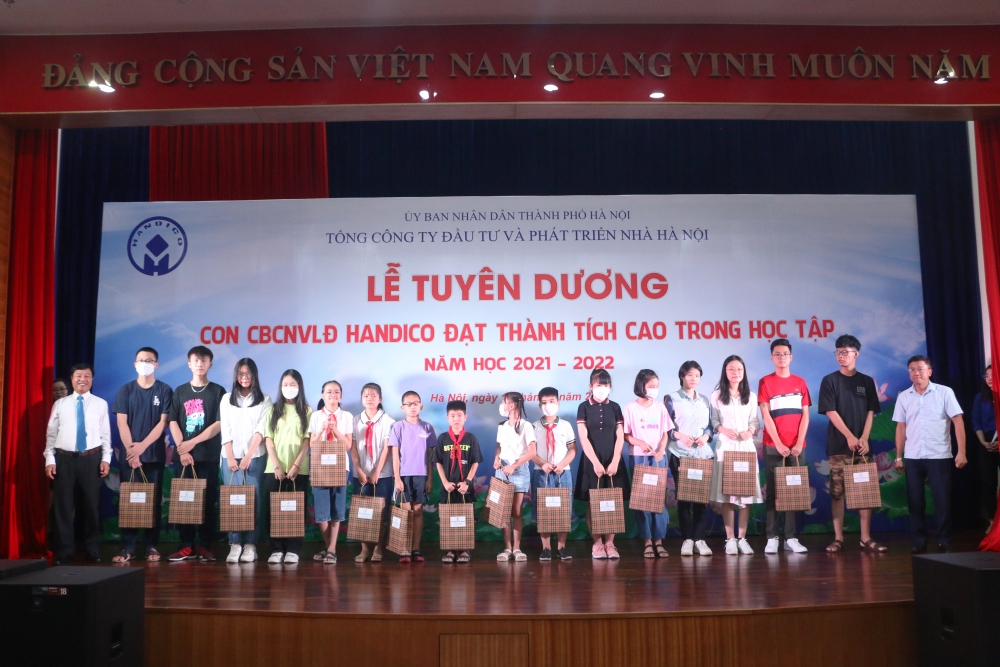 ĐẢNG CỘNG SẢN VIỆT NAM QUANG VINH MUÔN NĂM
HANDICO
ỦY BAN NHÂN DÂN THÀNH PHỐ HÀ NỘI
TỔNG CÔNG TY ĐẦU TƯ VÀ PHÁT TRIỂN NHÀ HÀ NỘI
LỄ TUYÊN DƯƠNG
CON CBCNVLĐ HANDICO ĐẠT THÀNH TÍCH CAO TRONG HỌC TẬP
NĂM HỌC 2021 - 2022
Hà Nội, ngày